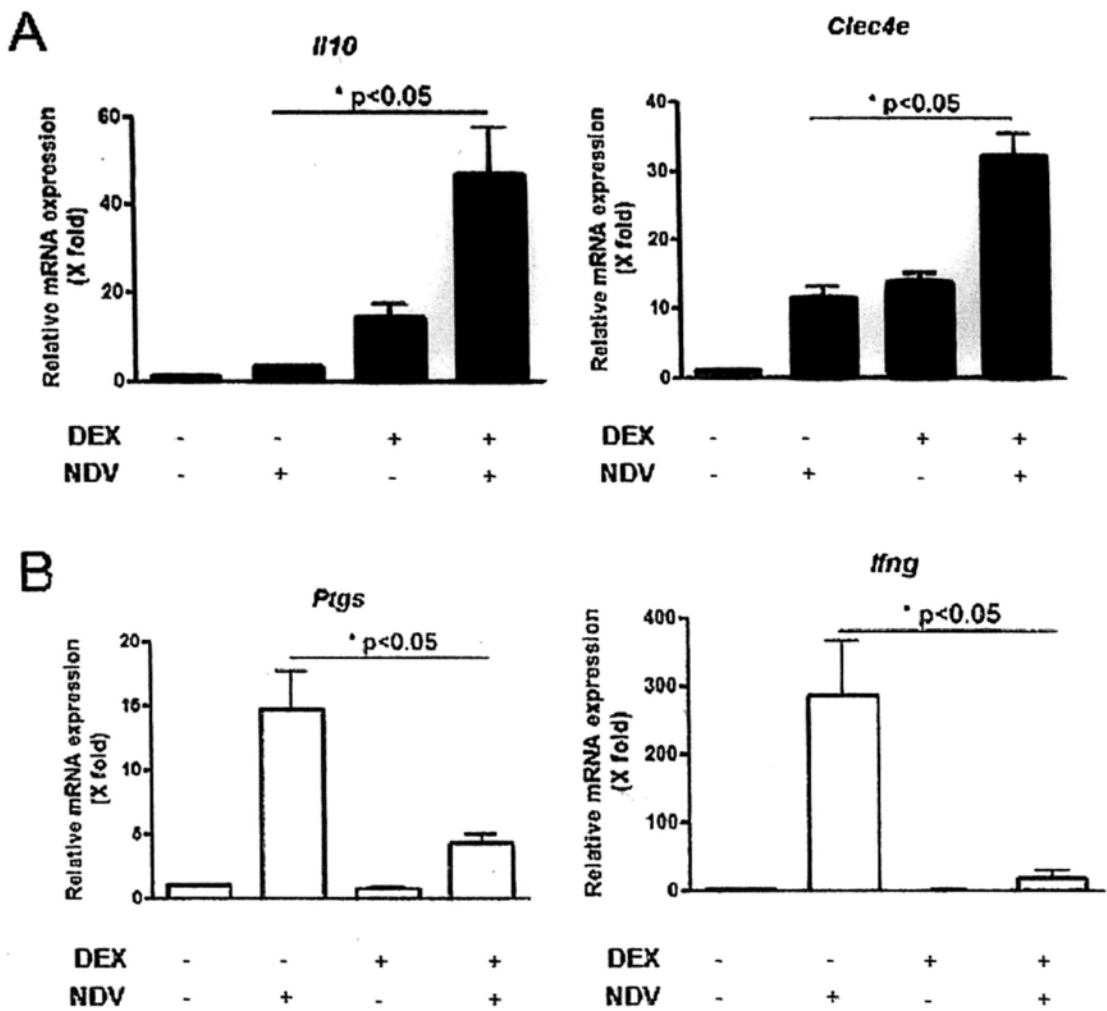 A
Il10
* p<0.05
Relative mRNA expression
(X fold)
60
40
20
0
DEX - - + +
NDV - + - +
Clec4e
* p<0.05
Relative mRNA expression
(X fold)
40
30
20
10
0
DEX - - + +
NDV - + - +
B
Ptgs
* p<0.05
Relative mRNA expression
(X fold)
20
15
10
5
0
DEX - - + +
NDV - + - +
Ifng
* p<0.05
Relative mRNA expression
(X fold)
400
300
200
100
0
DEX - - + +
NDV - + - +